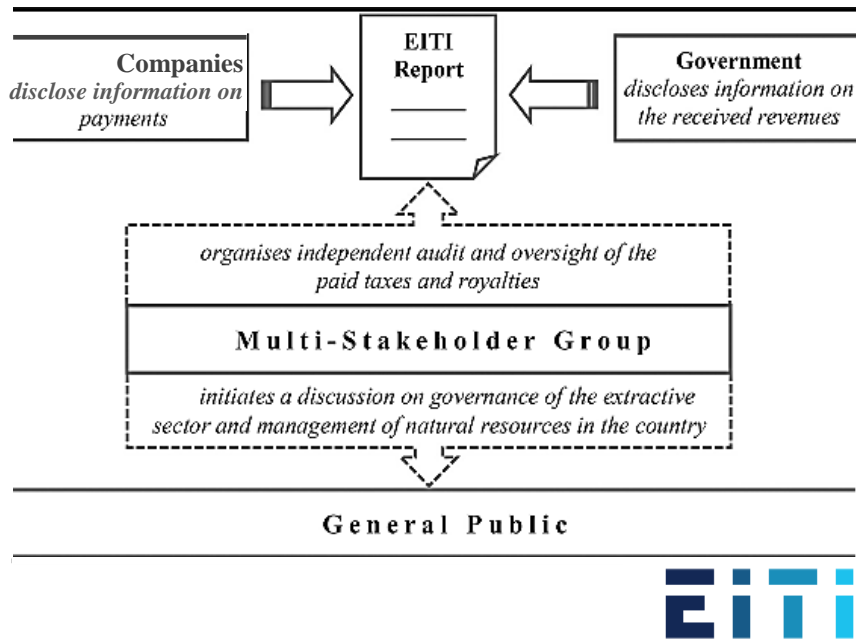 Companies
disclose information on
payments
EITI
Report
Government
discloses information on
the received revenues
organises independent audit and oversight of the
paid taxes and royalties
Multi-Stakeholder Group
initiates a discussion on governance of the extractive
sector and management of natural resources in the country
General Public
EiTi